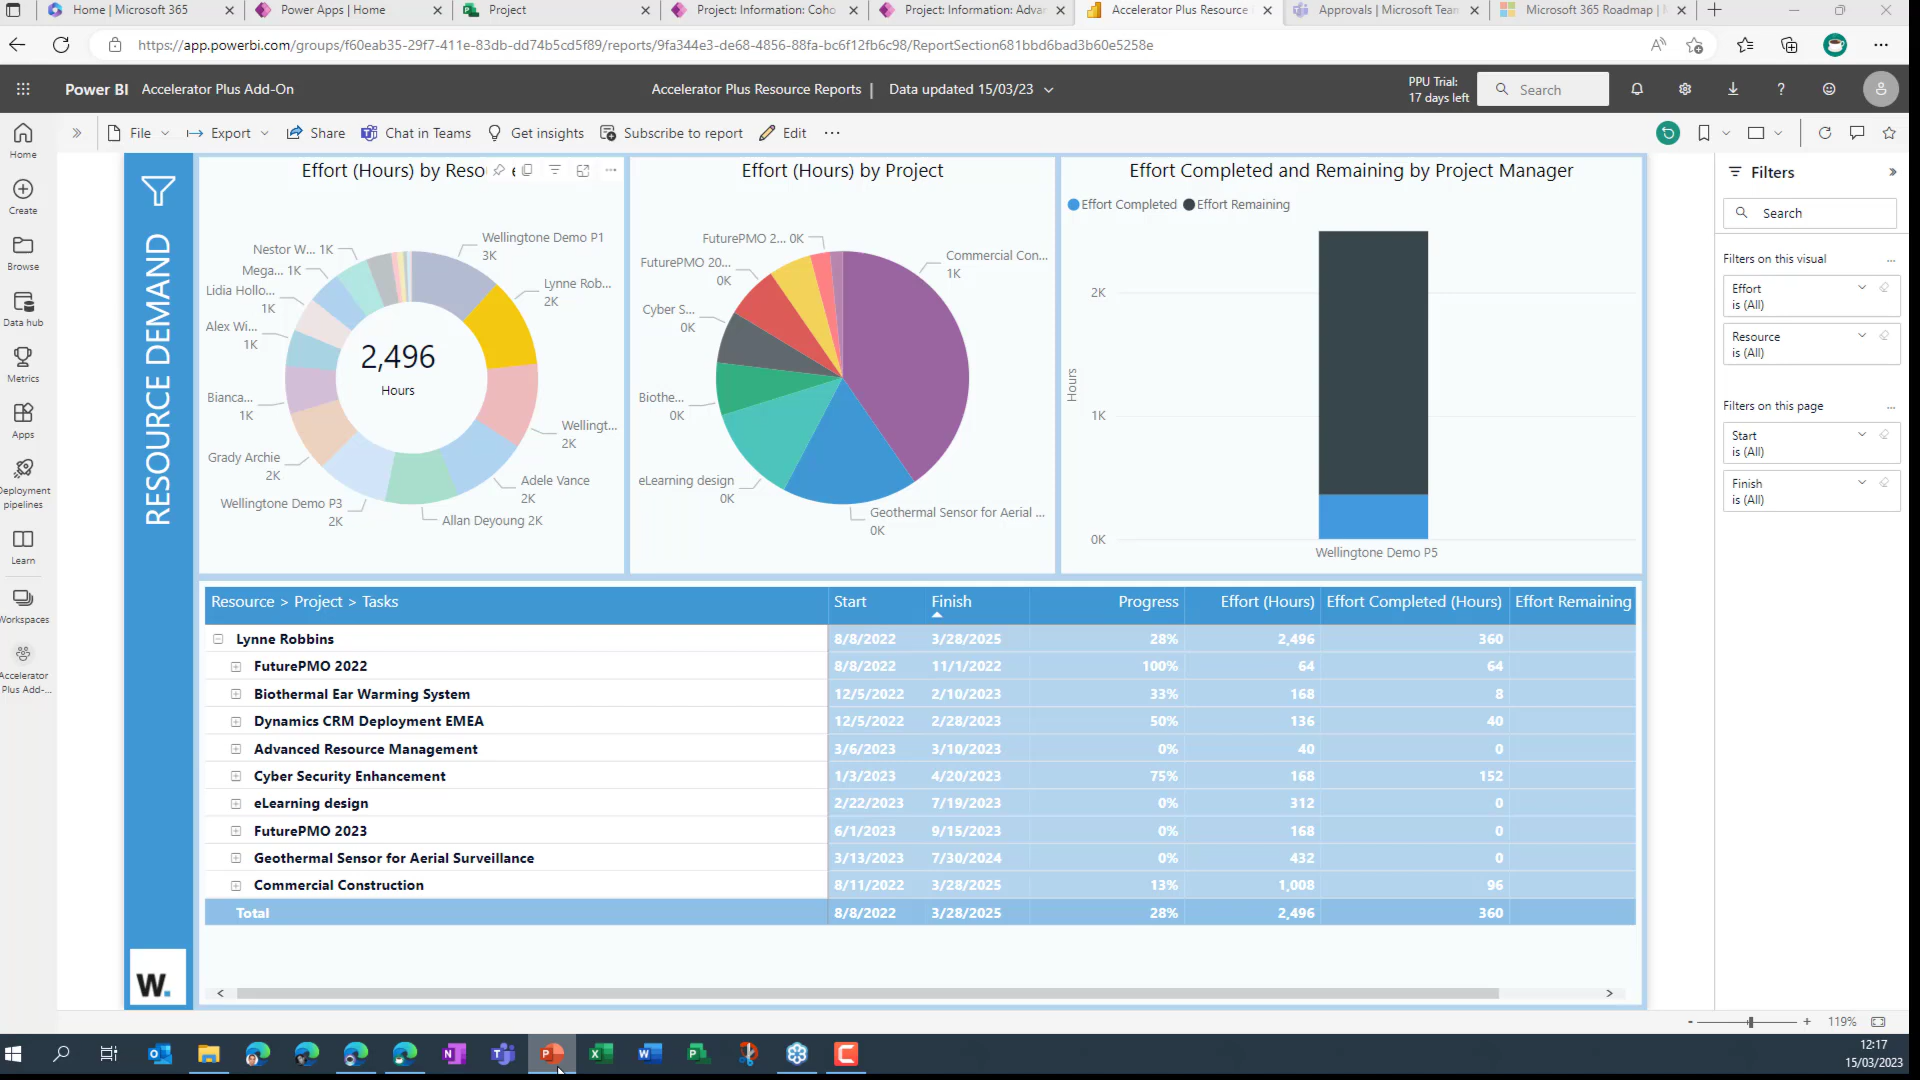 Home | Microsoft 365
Power Apps | Home
Project
Project: Information: Coho
Project: Information: Advan
Accelerator Plus Resource
Approvals | Microsoft Team
Microsoft 365 Roadmap |
https://app.powerbi.com/groups/f60eab35-29f7-411e-83db-dd74b5cd5f89/reports/9fa344e3-de68-4856-88fa-bc6f12fb6c98/ReportSection681bbd6bad3b60e5258e
Power BI Accelerator Plus Add-On
Accelerator Plus Resource Reports | Data updated 15/03/23
PPU Trial:
17 days left
Search
File
Export
Share
Chat in Teams
Get insights
Subscribe to report
Edit
Home
Create
Browse
Data hub
Metrics
Apps
Deployment
pipelines
Learn
Workspaces
Accelerator
Plus Add-...
RESOURCE DEMAND
W.
Effort (Hours) by Reso
Wellingtone Demo P1
3K
Lynne Rob...
2K
Wellingt...
2K
Adele Vance
2K
Allan Deyoung 2K
Wellingtone Demo P3
2K
Grady Archie
2K
Bianca...
1K
Alex Wi...
1K
Lidia Hollo...
1K
Mega... 1K
Nestor W... 1K
2,496
Hours
Effort (Hours) by Project
FuturePMO 2... 0K
FuturePMO 20...
0K
Cyber S...
0K
Biothe...
0K
eLearning design
0K
Commercial Con...
1K
Geothermal Sensor for Aerial ...
0K
Effort Completed and Remaining by Project Manager
Effort Completed Effort Remaining
Hours
2K
1K
0K
Wellingtone Demo P5
Resource > Project > Tasks Start Finish Progress Effort (Hours) Effort Completed (Hours) Effort Remaining
Lynne Robbins 8/8/2022 3/28/2025 28% 2,496 360
FuturePMO 2022 8/8/2022 11/1/2022 100% 64 64
Biothermal Ear Warming System 12/5/2022 2/10/2023 33% 168 8
Dynamics CRM Deployment EMEA 12/5/2022 2/28/2023 50% 136 40
Advanced Resource Management 3/6/2023 3/10/2023 0% 40 0
Cyber Security Enhancement 1/3/2023 4/20/2023 75% 168 152
eLearning design 2/22/2023 7/19/2023 0% 312 0
FuturePMO 2023 6/1/2023 9/15/2023 0% 168 0
Geothermal Sensor for Aerial Surveillance 3/13/2023 7/30/2024 0% 432 0
Commercial Construction 8/11/2022 3/28/2025 13% 1,008 96
Total 8/8/2022 3/28/2025 28% 2,496 360
Filters
Search
Filters on this visual
Effort
is (All)
Resource
is (All)
Filters on this page
Start
is (All)
Finish
is (All)
119%
12:17
15/03/2023